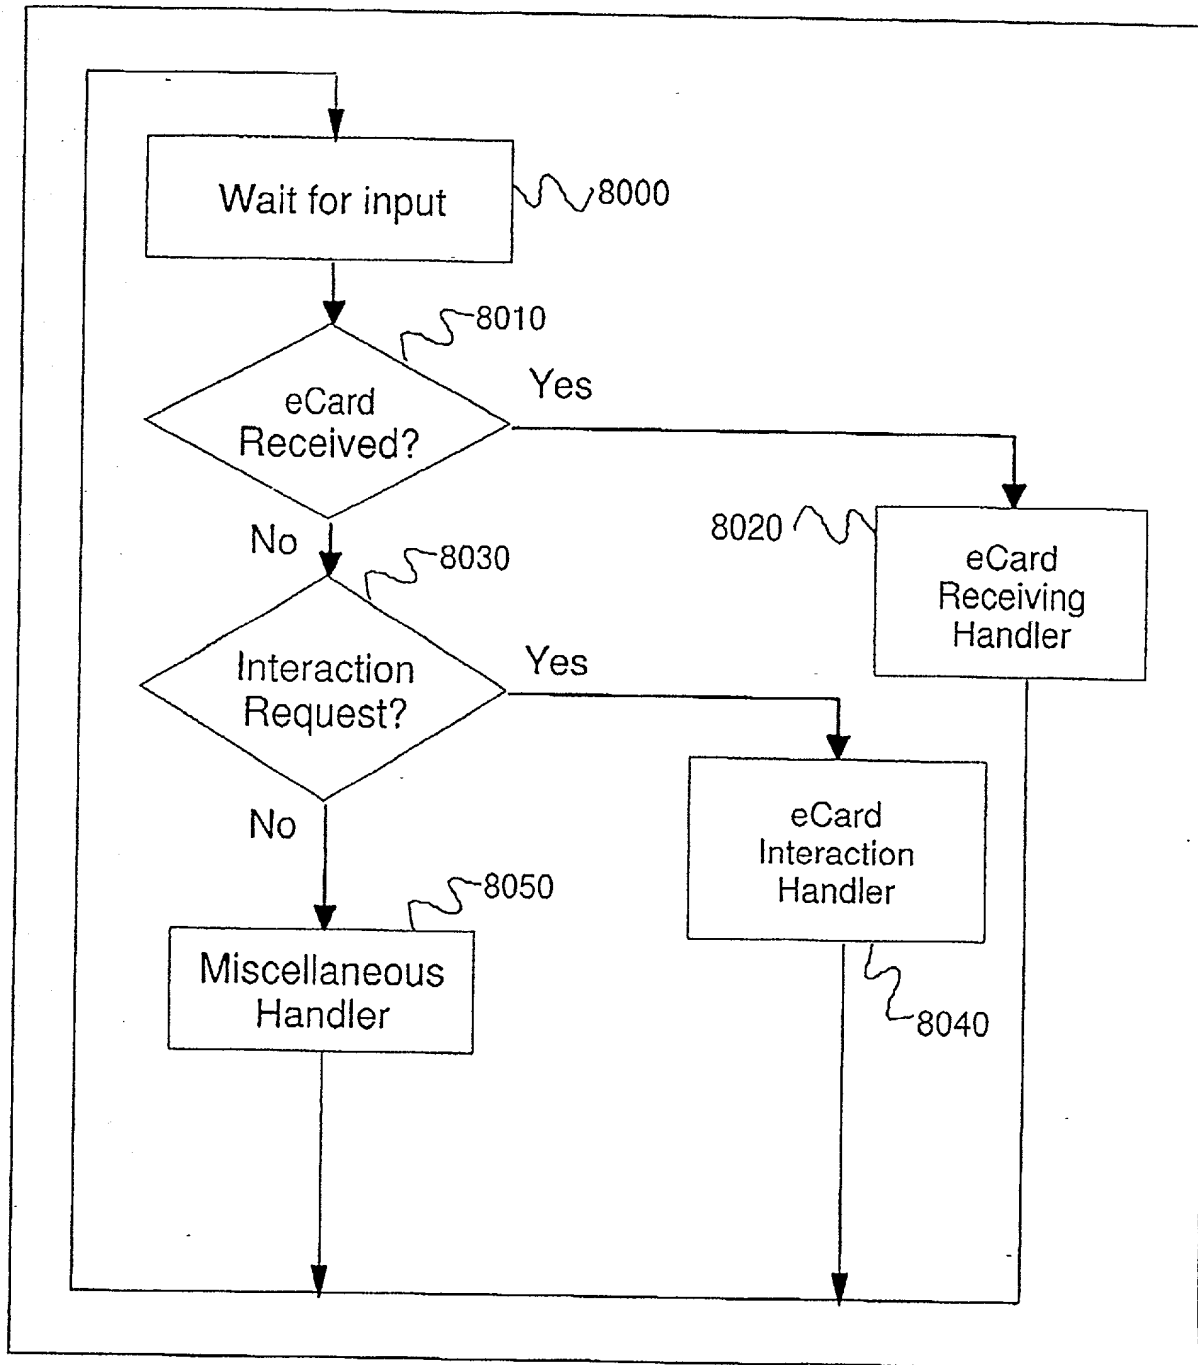 Wait for input
8000
8010
eCard
Received?
Yes
No
8020
eCard
Receiving
Handler
8030
Interaction
Request?
Yes
No
eCard
Interaction
Handler
8040
8050
Miscellaneous
Handler